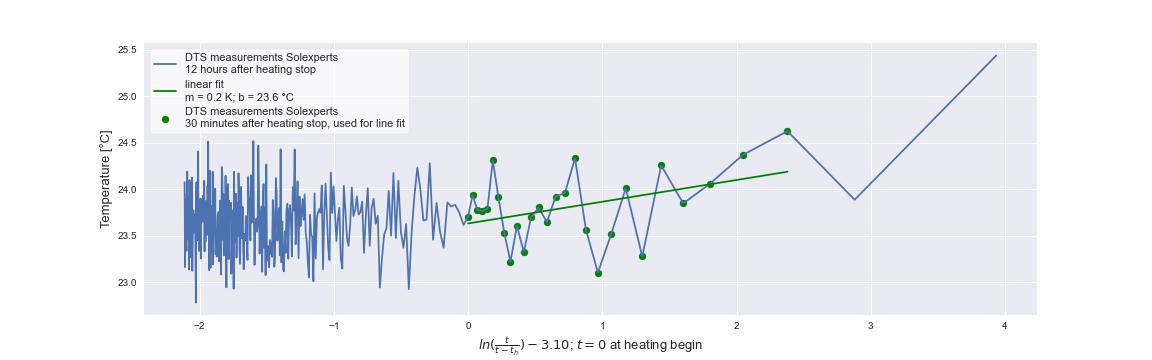 25.5
25.0
24.5
24.0
23.5
23.0
Temperature [°C]
DTS measurements Solexperts
12 hours after heating stop
linear fit
m = 0.2 K; b = 23.6 °C
DTS measurements Solexperts
30 minutes after heating stop, used for line fit
−2 −1 0 1 2 3 4
ln(t/(t−t_h)) − 3.10; t = 0 at heating begin